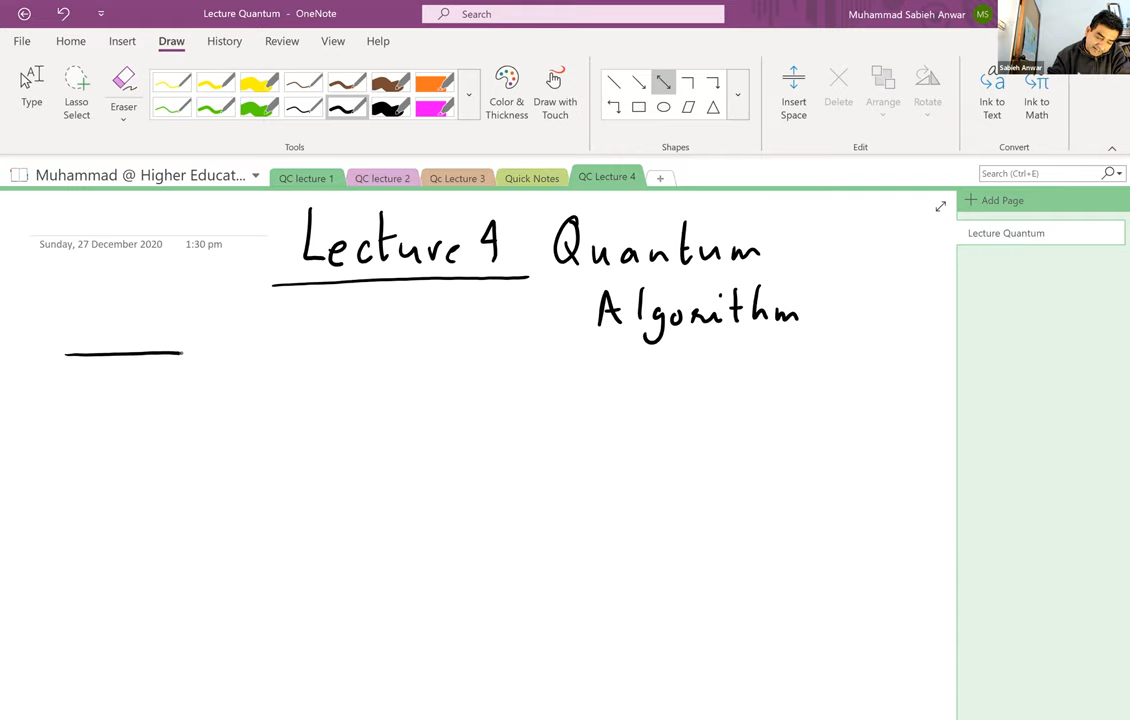 Lecture Quantum - OneNote
Search
Muhammad Sabieh Anwar
MS
File
Home
Insert
Draw
History
Review
View
Help
Sabieh Anwar
Type
Lasso Select
Eraser
Color & Thickness
Draw with Touch
Insert Space
Delete
Arrange
Rotate
Ink to Text
Ink to Math
Tools
Shapes
Edit
Convert
Muhammad @ Higher Educat...
QC lecture 1
QC lecture 2
Qc Lecture 3
Quick Notes
QC Lecture 4
Search (Ctrl+E)
Add Page
Lecture Quantum
Sunday, 27 December 2020
1:30 pm
Lecture 4 Quantum
Algorithm